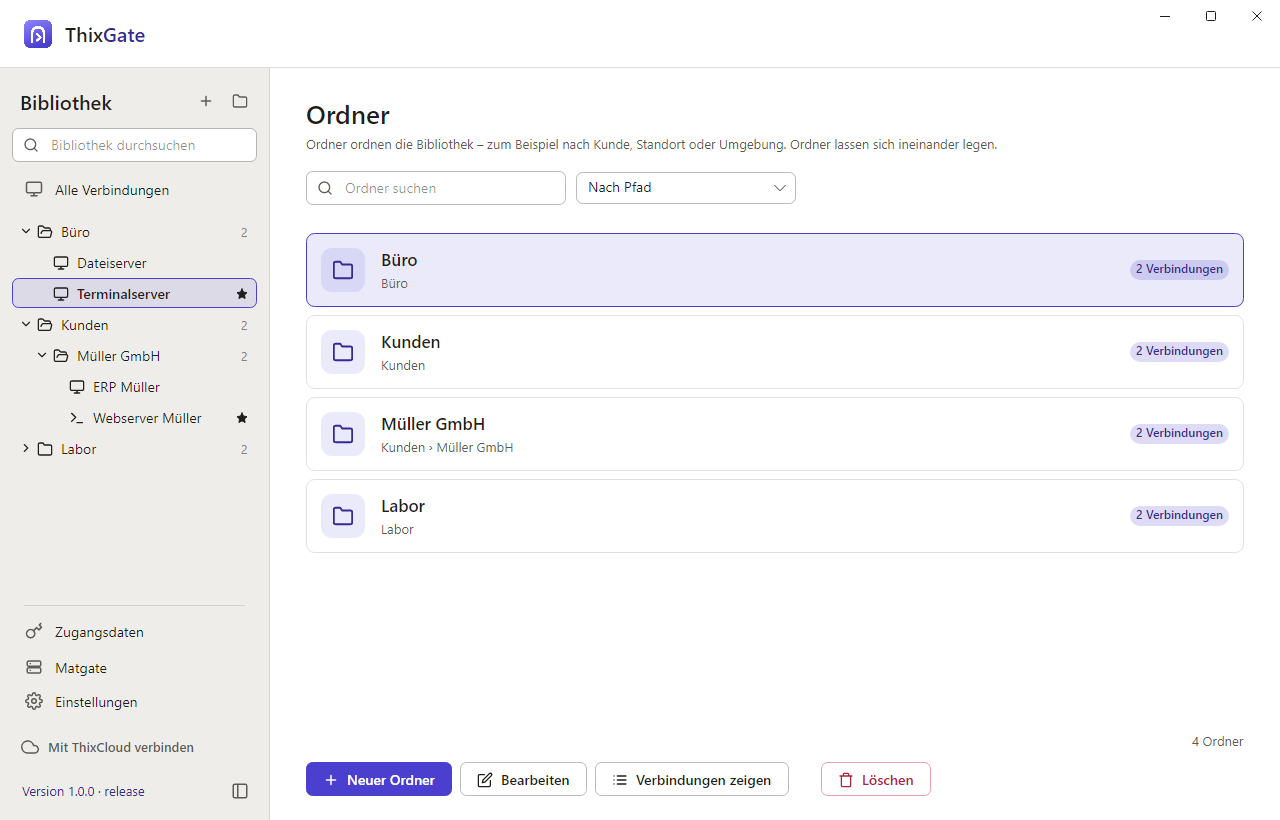 ThixGate
Bibliothek
Bibliothek durchsuchen
Alle Verbindungen
Büro 2
Dateiserver
Terminalserver
Kunden 2
Müller GmbH 2
ERP Müller
Webserver Müller
Labor 2
Zugangsdaten
Matgate
Einstellungen
Mit ThixCloud verbinden
Version 1.0.0 · release
Ordner
Ordner ordnen die Bibliothek – zum Beispiel nach Kunde, Standort oder Umgebung. Ordner lassen sich ineinander legen.
Ordner suchen
Nach Pfad
Büro
Büro
2 Verbindungen
Kunden
Kunden
2 Verbindungen
Müller GmbH
Kunden › Müller GmbH
2 Verbindungen
Labor
Labor
2 Verbindungen
4 Ordner
Neuer Ordner
Bearbeiten
Verbindungen zeigen
Löschen